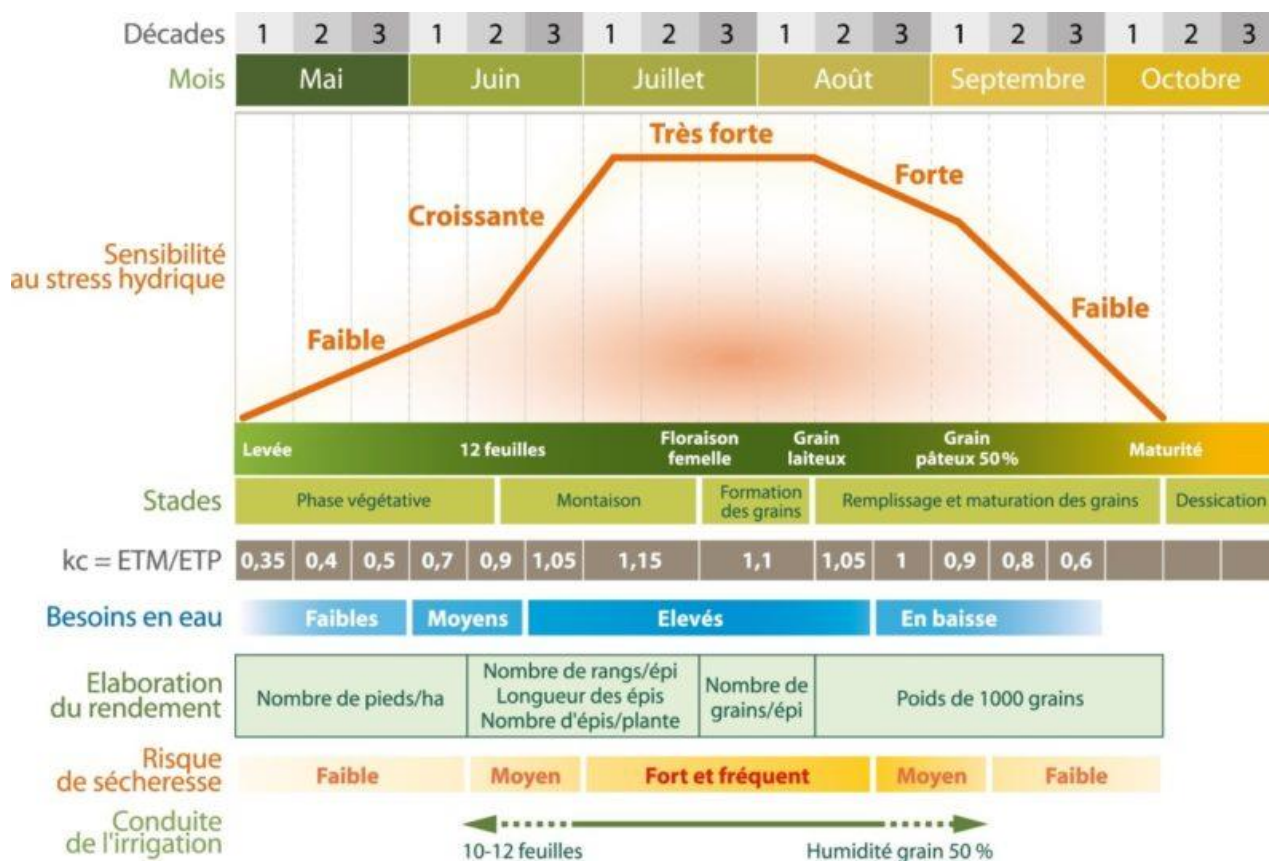 Décades 1 2 3 1 2 3 1 2 3 1 2 3 1 2 3 1 2 3
Mois Mai Juin Juillet Août Septembre Octobre
Très forte
Forte
Croissante
Sensibilité
au stress hydrique
Faible
Faible
Levée 12 feuilles Floraison femelle Grain laiteux Grain pâteux 50 % Maturité
Stades Phase végétative Montaison Formation des grains Remplissage et maturation des grains Dessication
kc = ETM/ETP 0,35 0,4 0,5 0,7 0,9 1,05 1,15 1,1 1,05 1 0,9 0,8 0,6
Besoins en eau Faibles Moyens Elevés En baisse
Elaboration
du rendement
Nombre de pieds/ha
Nombre de rangs/épi
Longueur des épis
Nombre d'épis/plante
Nombre de
grains/épi
Poids de 1000 grains
Risque
de sécheresse
Faible Moyen Fort et fréquent Moyen Faible
Conduite
de l'irrigation
10-12 feuilles Humidité grain 50 %